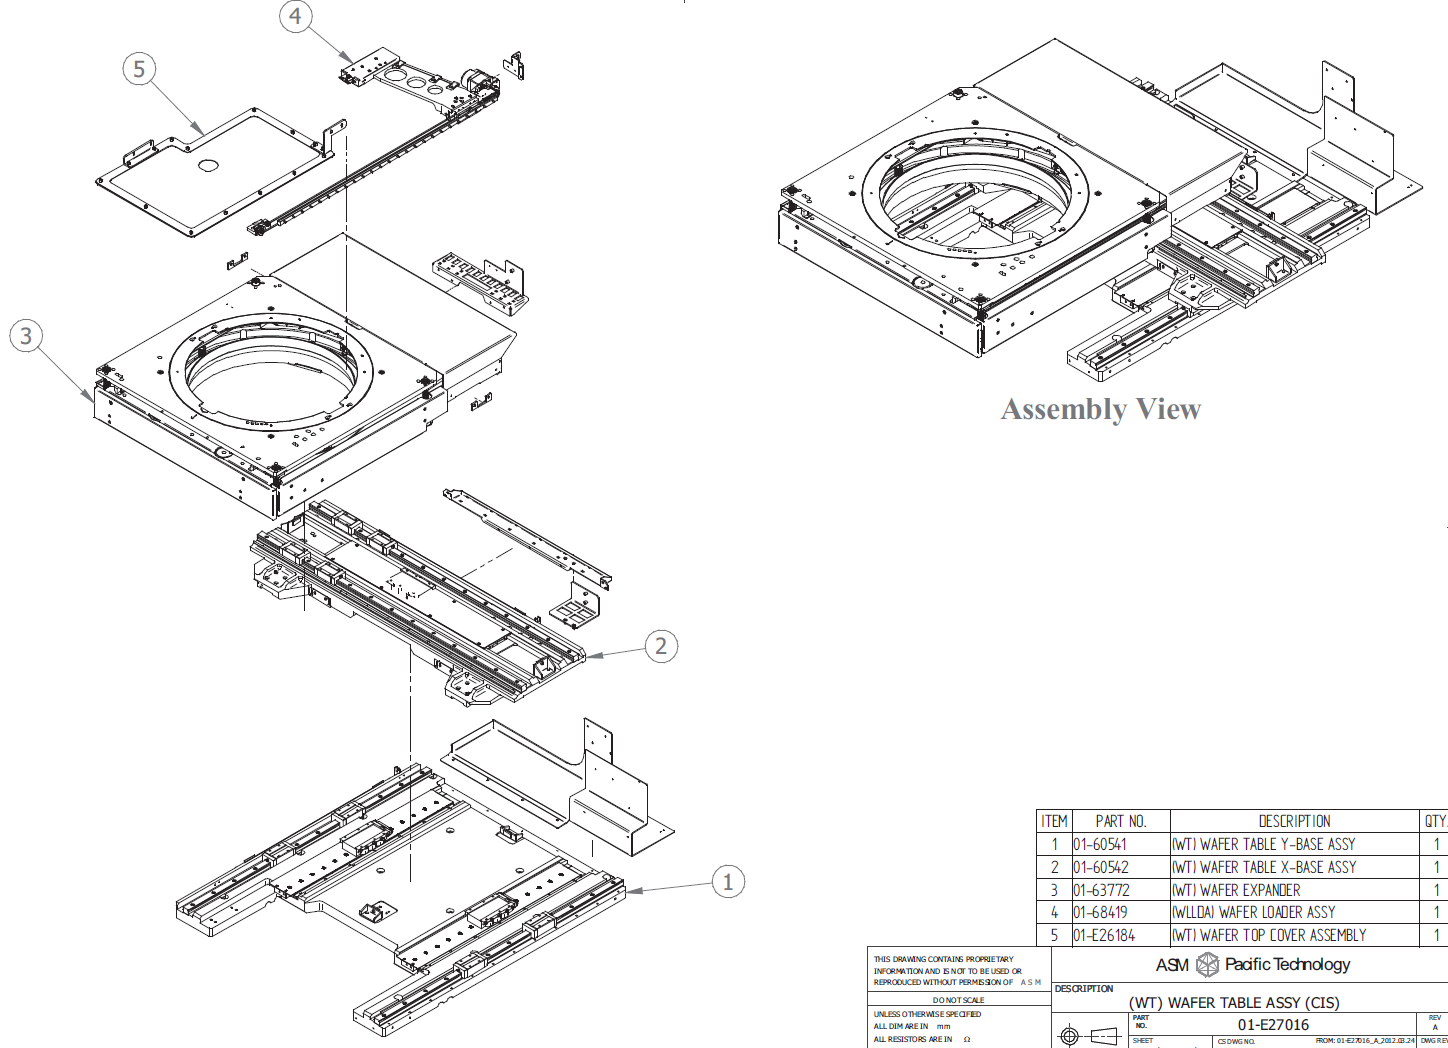 4
5
3
2
1
Assembly View
ITEM PART NO. DESCRIPTION QTY.
1 01-60541 (WT) WAFER TABLE Y-BASE ASSY 1
2 01-60542 (WT) WAFER TABLE X-BASE ASSY 1
3 01-63772 (WT) WAFER EXPANDER 1
4 01-68419 (WLLDA) WAFER LOADER ASSY 1
5 01-E26184 (WT) WAFER TOP COVER ASSEMBLY 1
THIS DRAWING CONTAINS PROPRIETARY
INFORMATION AND IS NOT TO BE USED OR
REPRODUCED WITHOUT PERMISSION OF A S M
DO NOT SCALE
UNLESS OTHERWISE SPECIFIED
ALL DIM ARE IN mm
ALL RESISTORS ARE IN Ω
ASM Pacific Technology
DESCRIPTION
(WT) WAFER TABLE ASSY (CIS)
PART
NO.
01-E27016
REV
A
SHEET
CS DWG NO.
FROM: 01-E27016_A_2012.03.24
DWG REV